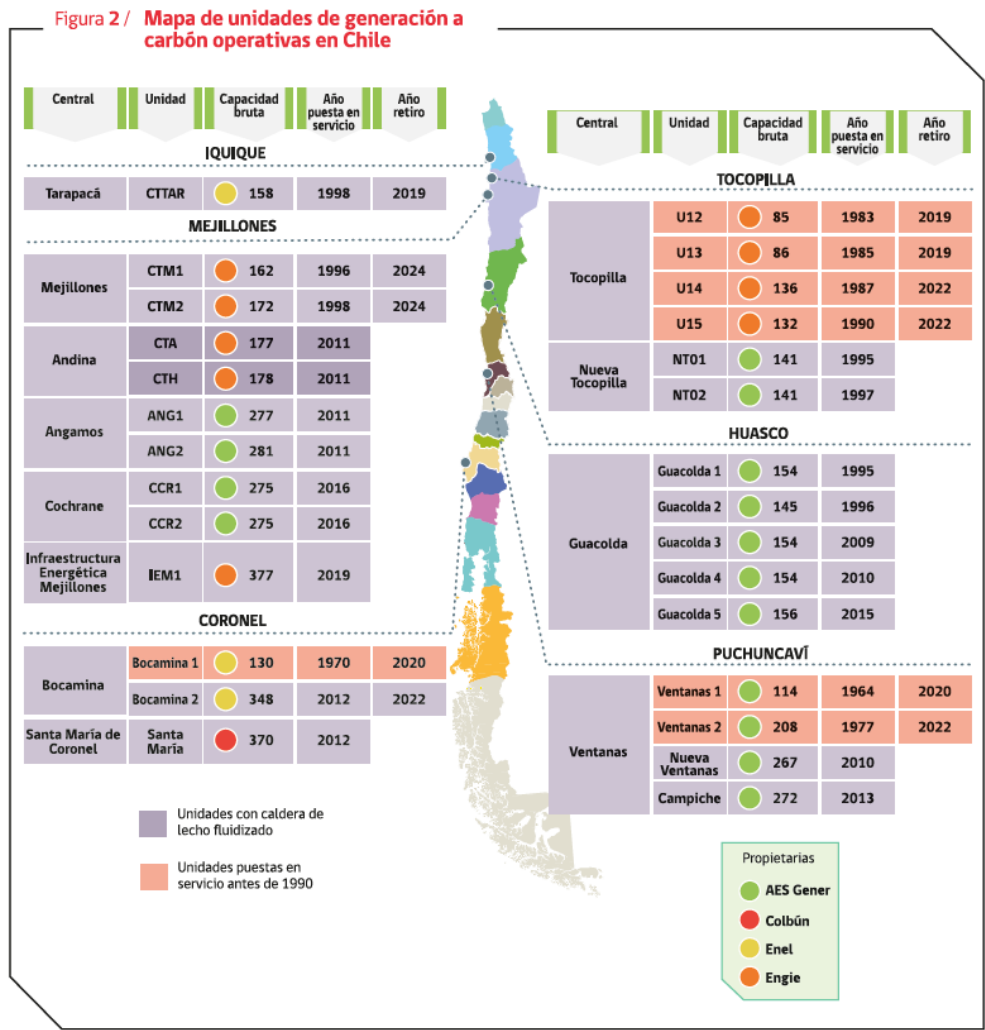 Figura 2 / Mapa de unidades de generación a
carbón operativas en Chile
Central Unidad Capacidad bruta Año puesta en servicio Año retiro
IQUIQUE
Tarapacá CTTAR 158 1998 2019
MEJILLONES
Mejillones CTM1 162 1996 2024
CTM2 172 1998 2024
Andina CTA 177 2011
CTH 178 2011
Angamos ANG1 277 2011
ANG2 281 2011
Cochrane CCR1 275 2016
CCR2 275 2016
Infraestructura Energética Mejillones IEM1 377 2019
CORONEL
Bocamina Bocamina 1 130 1970 2020
Bocamina 2 348 2012 2022
Santa María de Coronel Santa María 370 2012
Unidades con caldera de
lecho fluidizado
Unidades puestas en
servicio antes de 1990
Central Unidad Capacidad bruta Año puesta en servicio Año retiro
TOCOPILLA
Tocopilla U12 85 1983 2019
U13 86 1985 2019
U14 136 1987 2022
U15 132 1990 2022
Nueva Tocopilla NT01 141 1995
NT02 141 1997
HUASCO
Guacolda Guacolda 1 154 1995
Guacolda 2 145 1996
Guacolda 3 154 2009
Guacolda 4 154 2010
Guacolda 5 156 2015
PUCHUNCAVÍ
Ventanas Ventanas 1 114 1964 2020
Ventanas 2 208 1977 2022
Nueva Ventanas 267 2010
Campiche 272 2013
Propietarias
AES Gener
Colbún
Enel
Engie